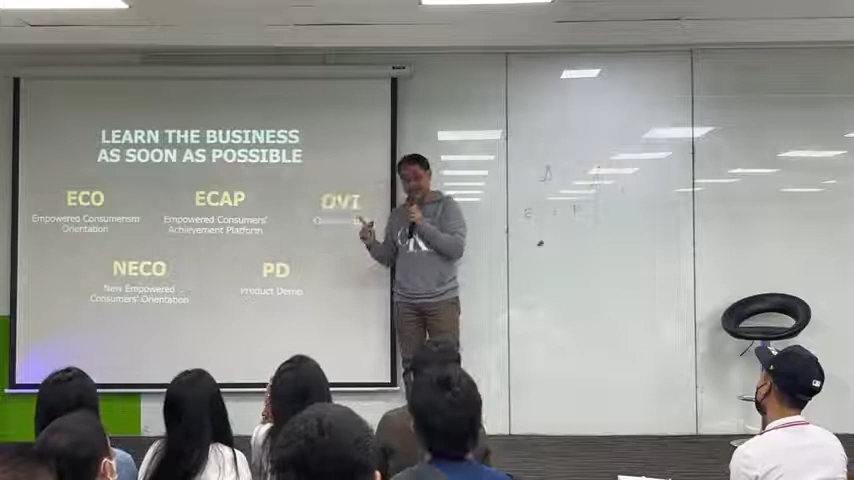 LEARN THE BUSINESS
AS SOON AS POSSIBLE
ECO
Empowered Consumerism
Orientation
ECAP
Empowered Consumers'
Achievement Platform
OVI
NECO
New Empowered
Consumers' Orientation
PD
Product Demo